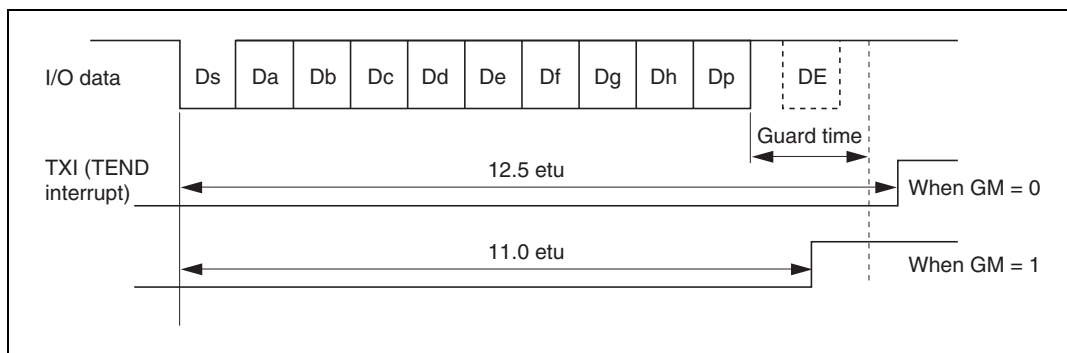 I/O data
Ds Da Db Dc Dd De Df Dg Dh Dp DE
Guard time
TXI (TEND
interrupt)
12.5 etu
When GM = 0
11.0 etu
When GM = 1